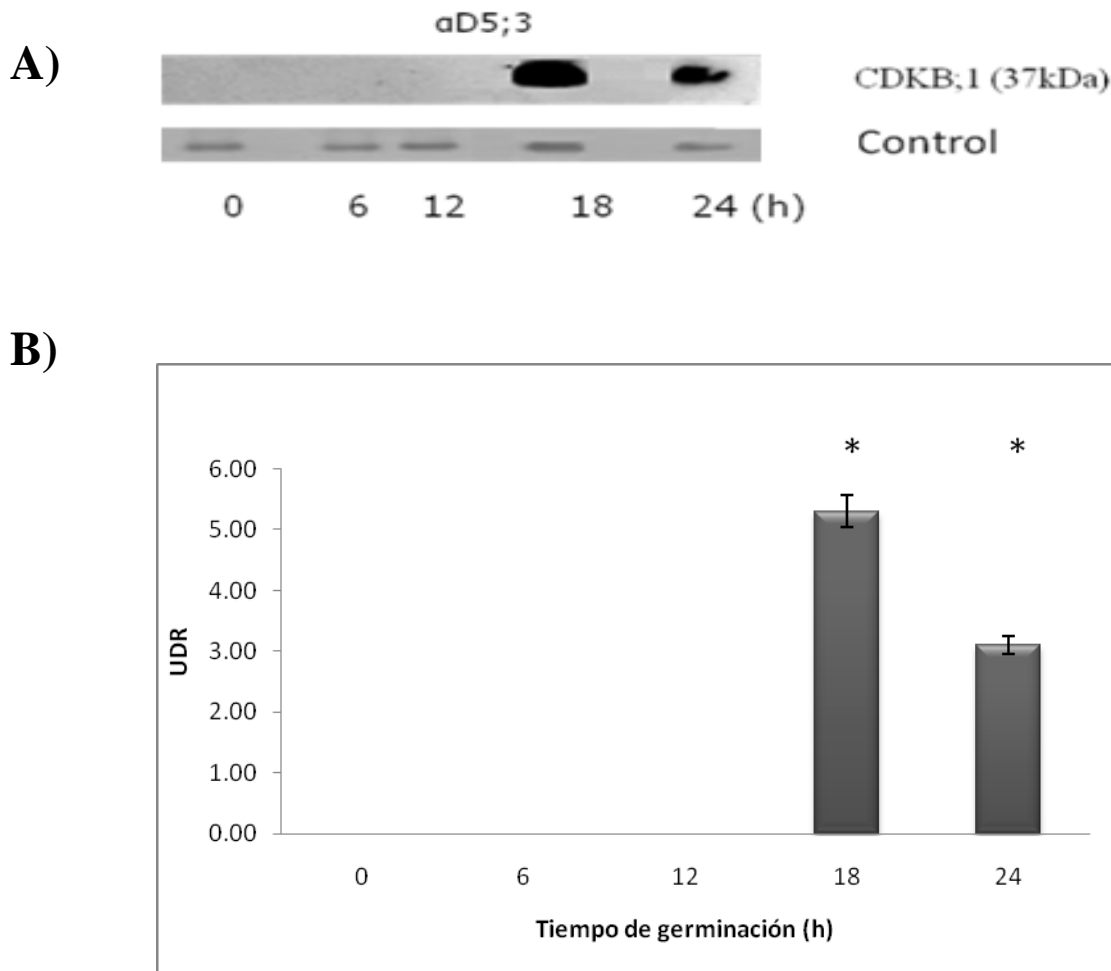 A)
aD5;3
CDKB;1 (37kDa)
Control
0 6 12 18 24 (h)
B)
* *
6.00
5.00
4.00
3.00
2.00
1.00
0.00
UDR
0 6 12 18 24
Tiempo de germinación (h)